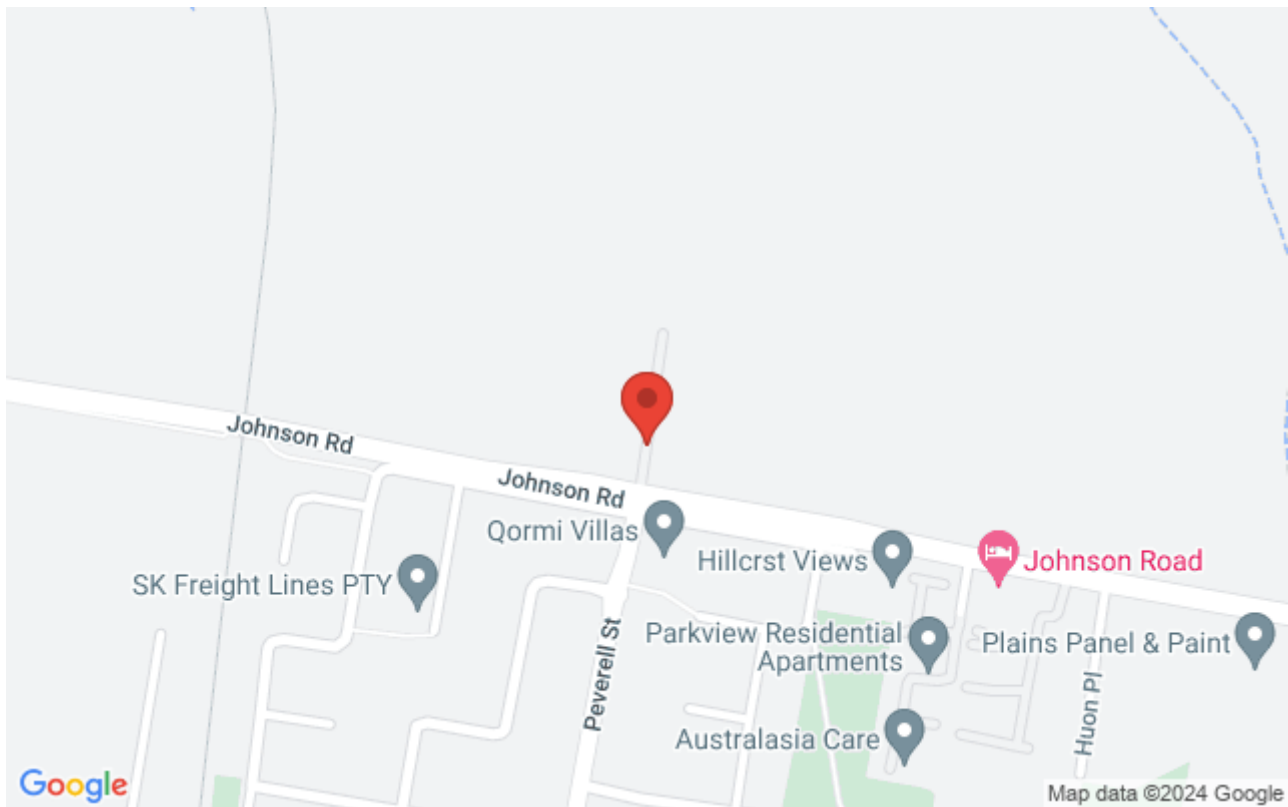 Johnson Rd
Johnson Rd
Qormi Villas
Hillcrst Views
Johnson Road
SK Freight Lines PTY
Parkview Residential
Apartments
Plains Panel & Paint
Peverell St
Huon Pl
Australasia Care
Google
Map data ©2024 Google